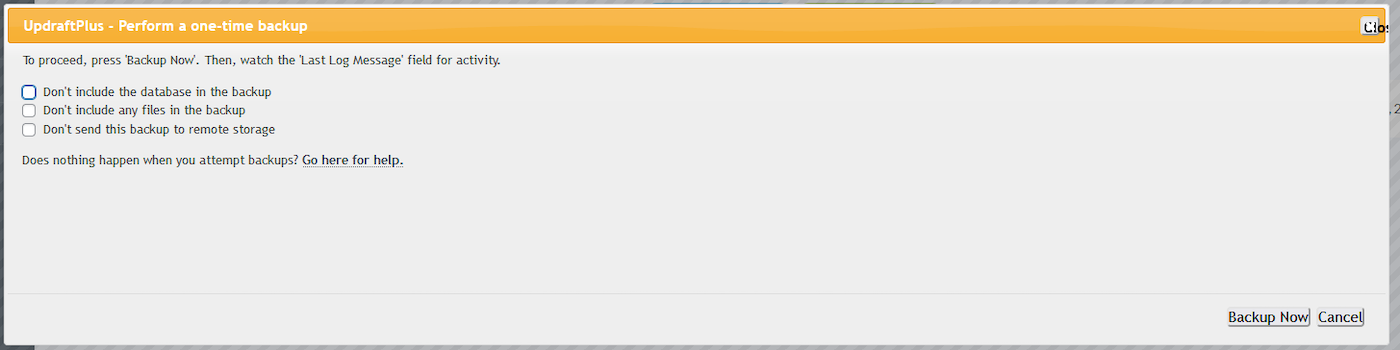 UpdraftPlus - Perform a one-time backup
To proceed, press 'Backup Now'. Then, watch the 'Last Log Message' field for activity.
Don't include the database in the backup
Don't include any files in the backup
Don't send this backup to remote storage
Does nothing happen when you attempt backups? Go here for help.
Backup Now Cancel